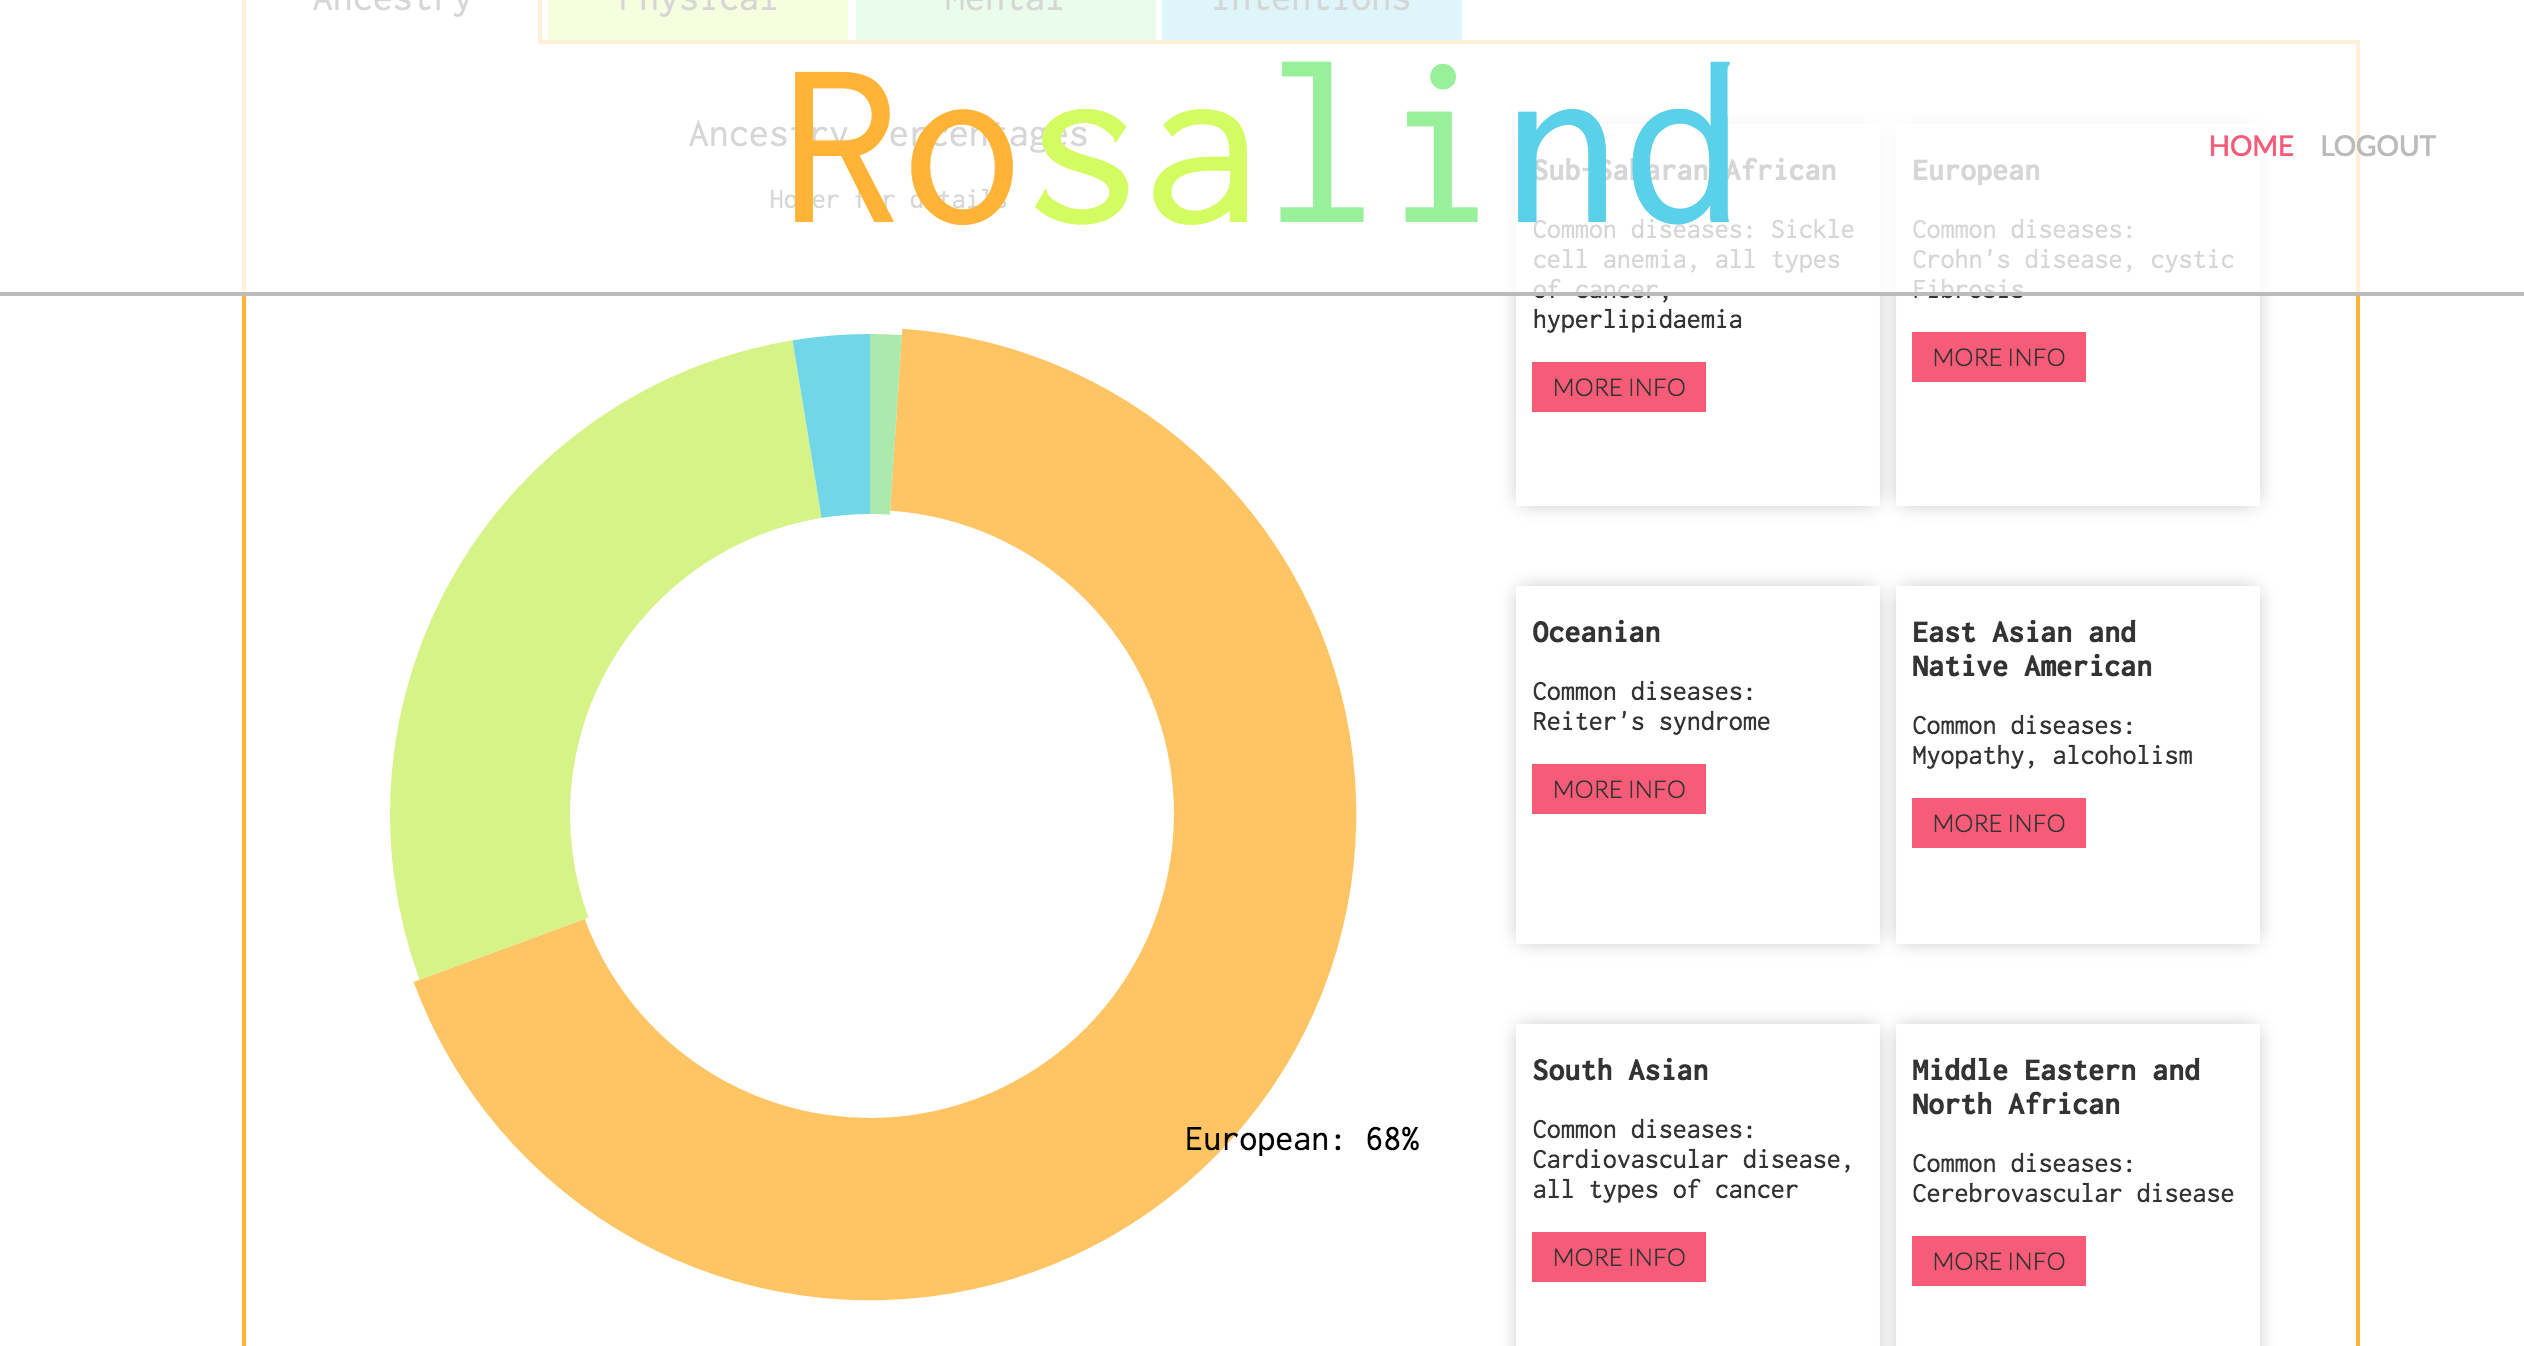 Ancestry
Physical
Mental
Intentions
Rosalind
HOME
LOGOUT
Ancestry Percentages
Hover for details
European: 68%
Sub-Saharan African
Common diseases: Sickle
cell anemia, all types
of cancer,
hyperlipidaemia
MORE INFO
European
Common diseases:
Crohn's disease, cystic
Fibrosis
MORE INFO
Oceanian
Common diseases:
Reiter's syndrome
MORE INFO
East Asian and
Native American
Common diseases:
Myopathy, alcoholism
MORE INFO
South Asian
Common diseases:
Cardiovascular disease,
all types of cancer
MORE INFO
Middle Eastern and
North African
Common diseases:
Cerebrovascular disease
MORE INFO